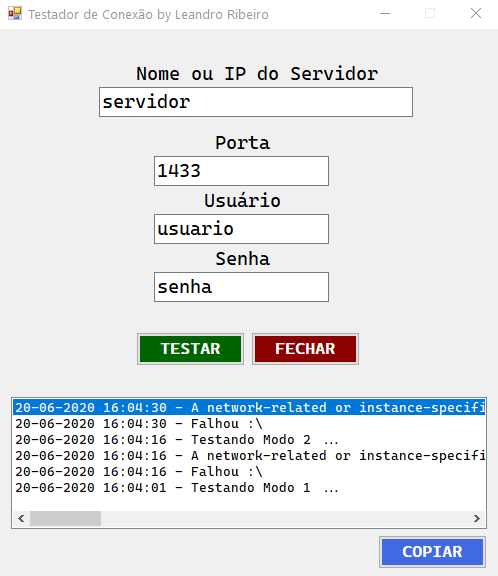 Testador de Conexão by Leandro Ribeiro
Nome ou IP do Servidor
servidor
Porta
1433
Usuário
usuario
Senha
senha
TESTAR FECHAR
20-06-2020 16:04:30 - A network-related or instance-specifi
20-06-2020 16:04:30 - Falhou :\
20-06-2020 16:04:16 - Testando Modo 2 ...
20-06-2020 16:04:16 - A network-related or instance-specifi
20-06-2020 16:04:16 - Falhou :\
20-06-2020 16:04:01 - Testando Modo 1 ...
COPIAR